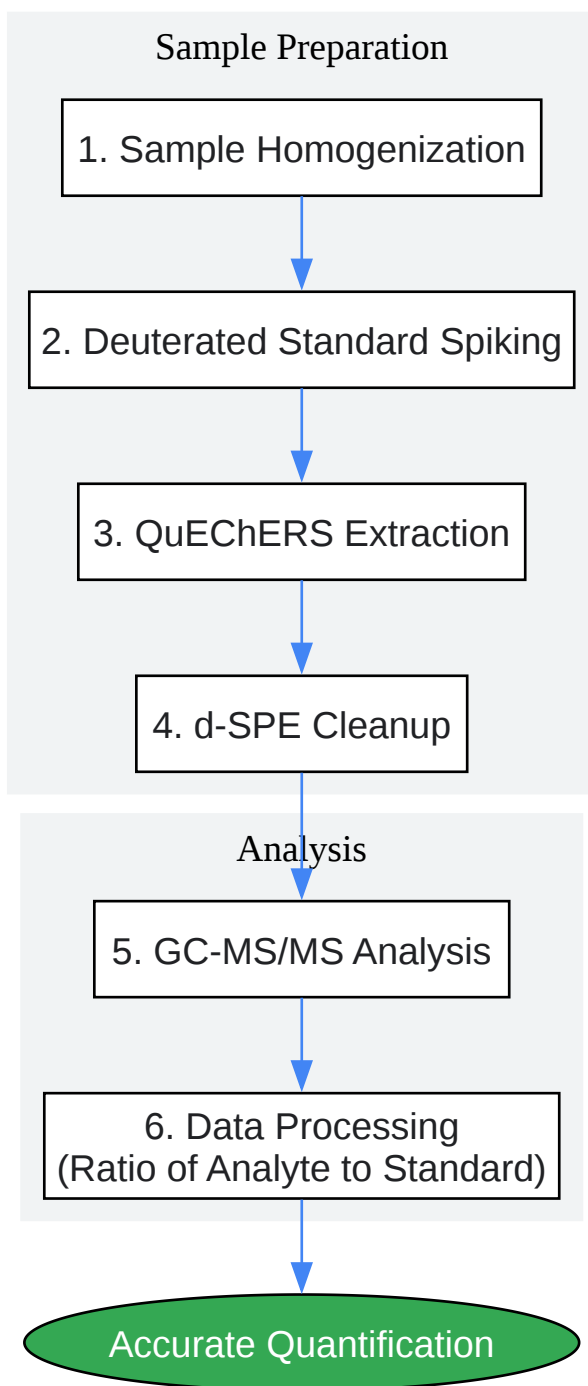 Sample Preparation
1. Sample Homogenization
2. Deuterated Standard Spiking
3. QuEChERS Extraction
4. d-SPE Cleanup
Analysis
5. GC-MS/MS Analysis
6. Data Processing
(Ratio of Analyte to Standard)
Accurate Quantification